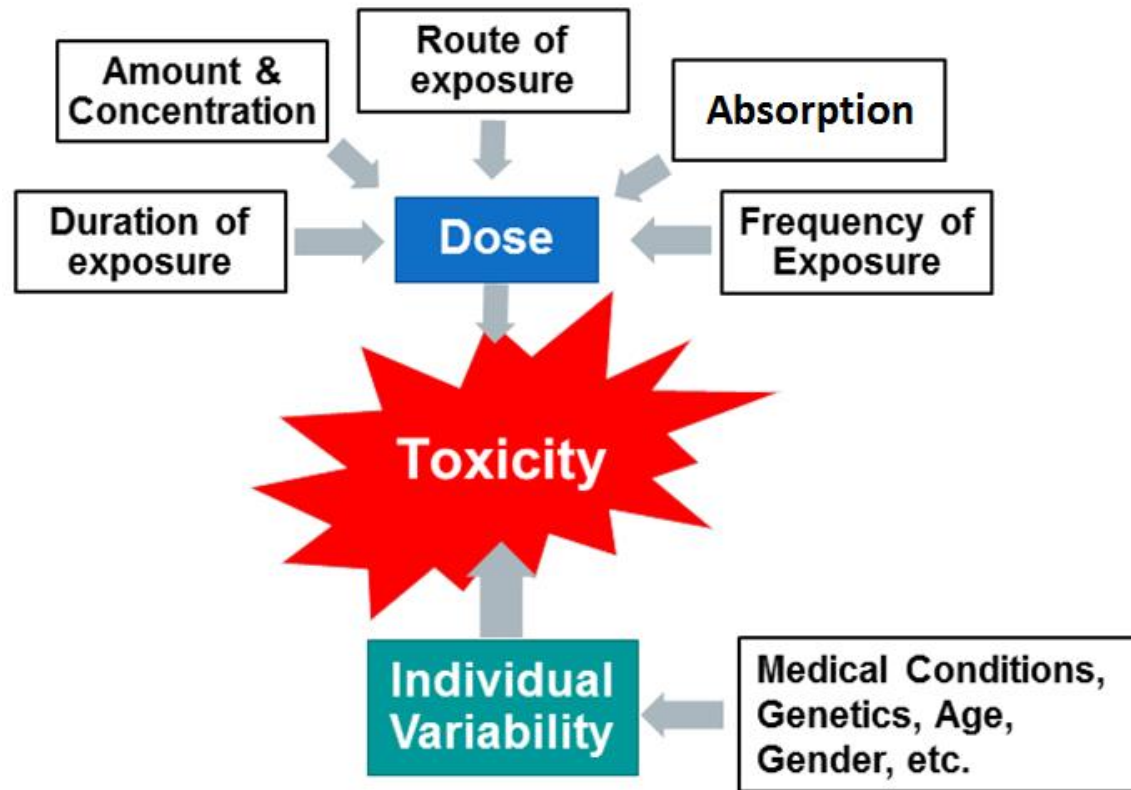 Route of
exposure
Amount &
Concentration
Absorption
Duration of
exposure
Dose
Frequency of
Exposure
Toxicity
Individual
Variability
Medical Conditions,
Genetics, Age,
Gender, etc.